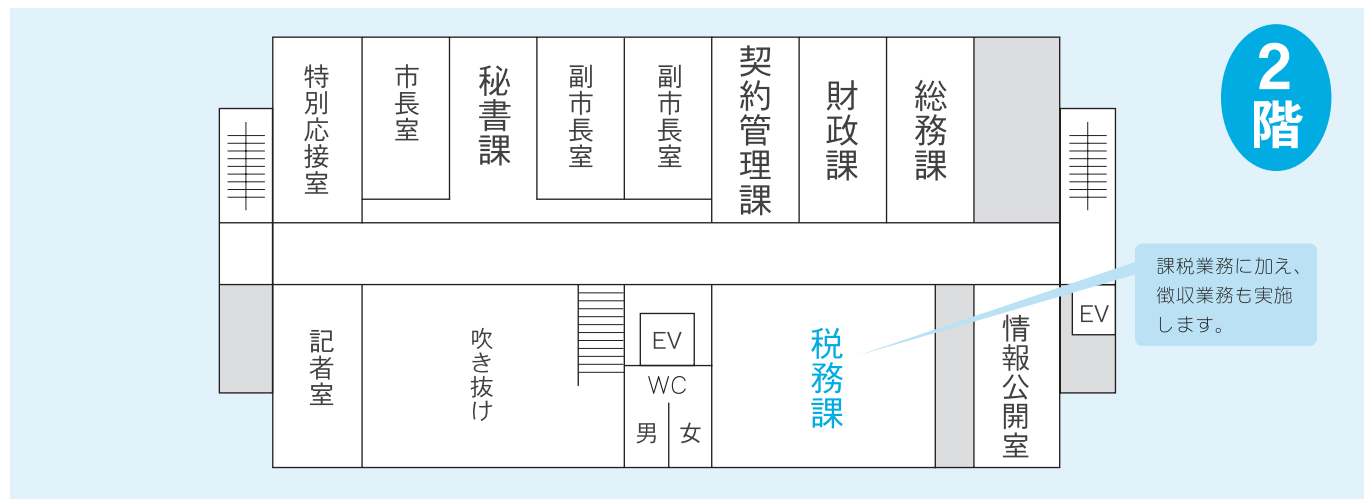 2階
特別応接室
市長室
秘書課
副市長室
副市長室
契約管理課
財政課
総務課
課税業務に加え、
徴収業務も実施
します。
記者室
吹き抜け
EV
WC
男
女
税務課
情報公開室
EV